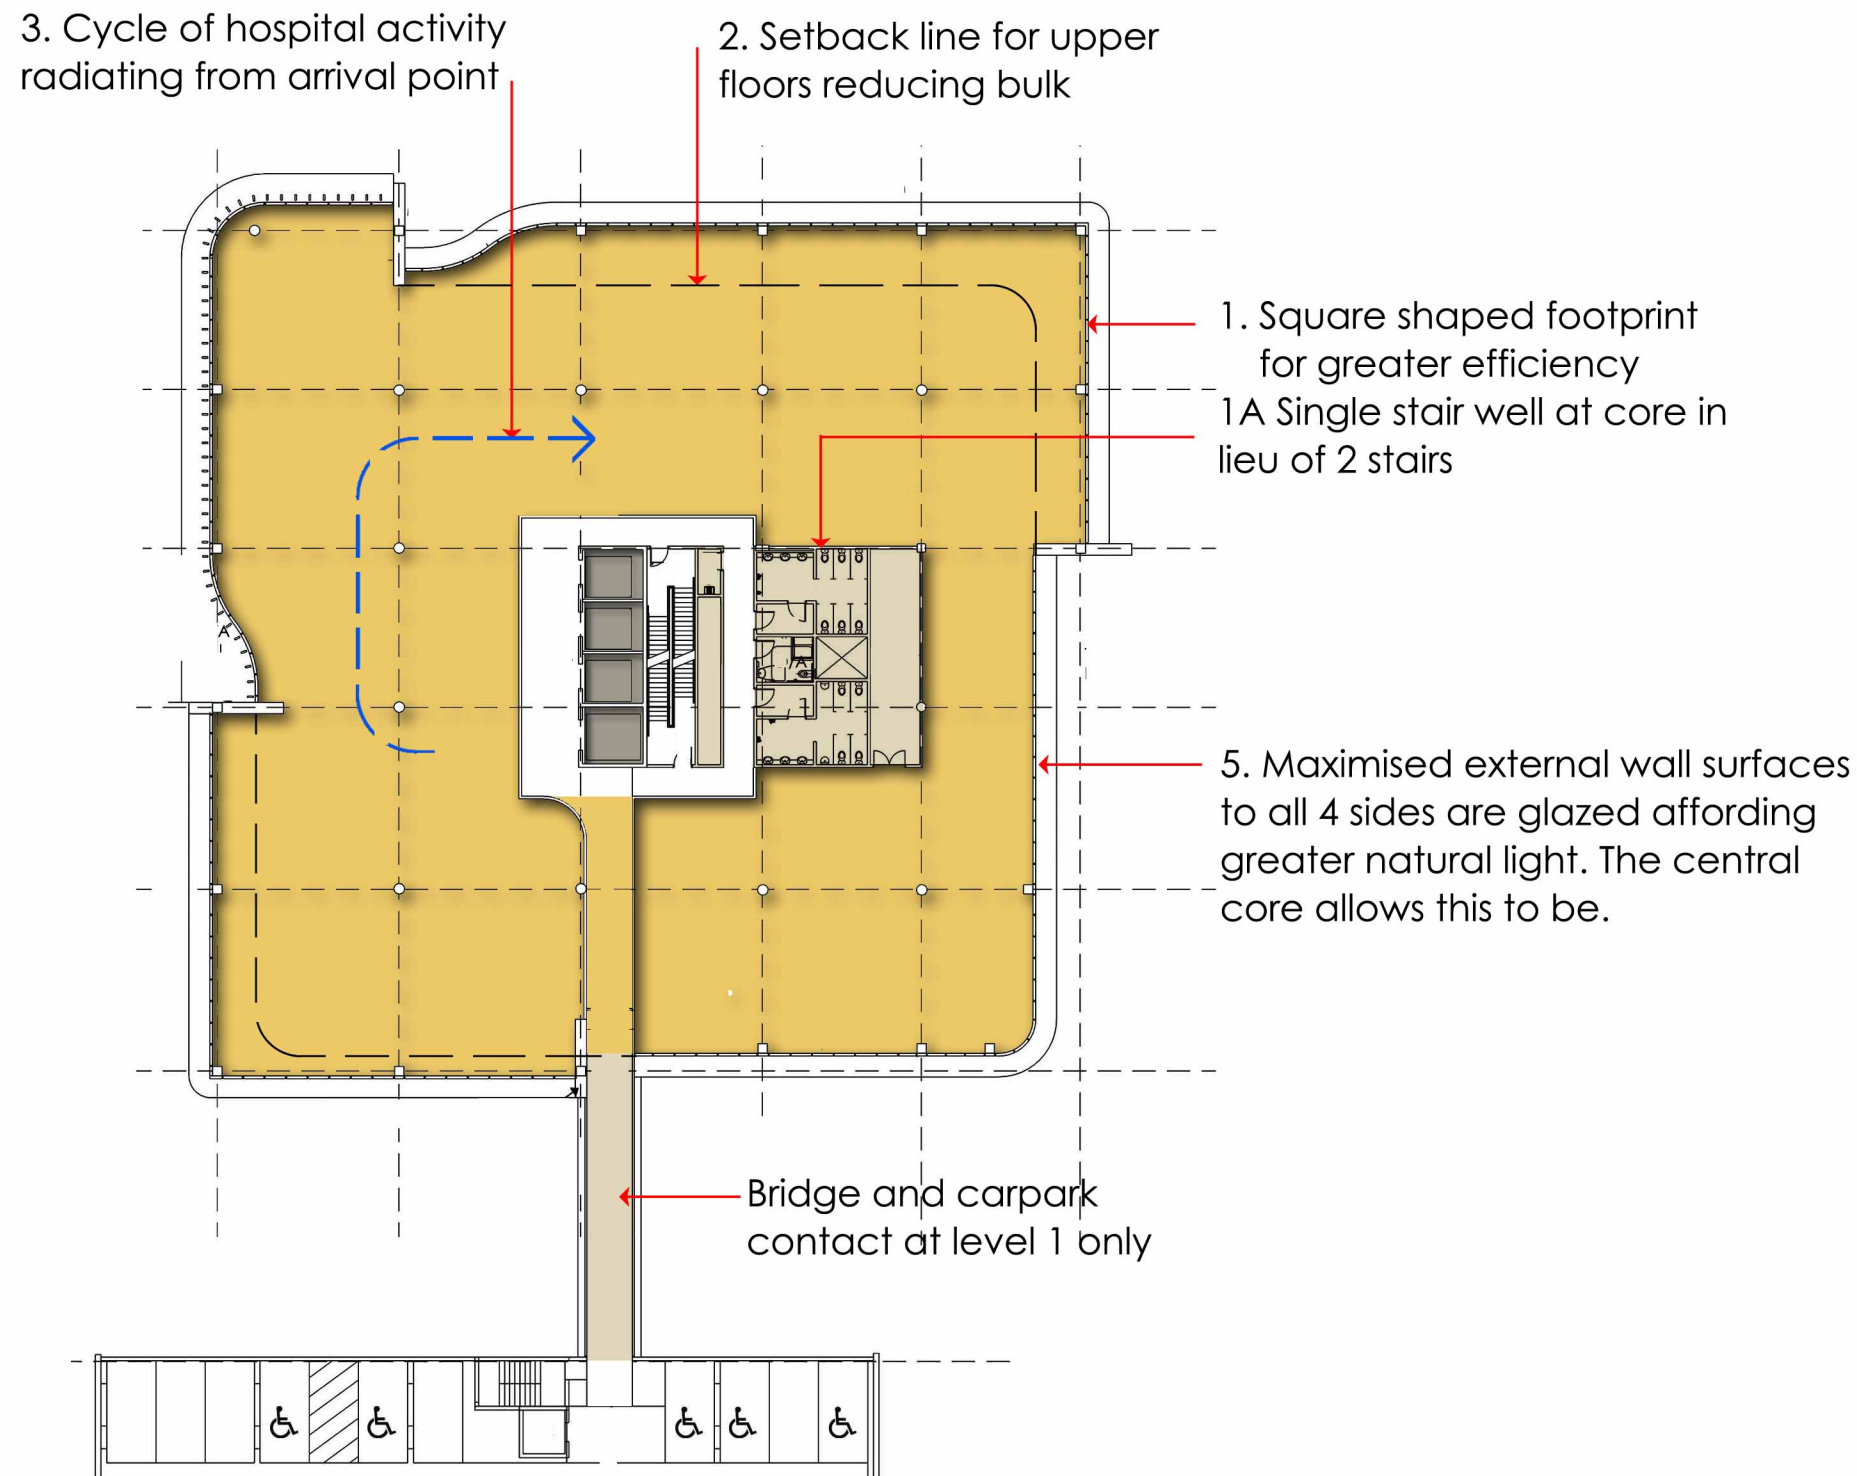 3. Cycle of hospital activity
radiating from arrival point
2. Setback line for upper
floors reducing bulk
1. Square shaped footprint
for greater efficiency
1A Single stair well at core in
lieu of 2 stairs
A
A
5. Maximised external wall surfaces
to all 4 sides are glazed affording
greater natural light. The central
core allows this to be.
Bridge and carpark
contact at level 1 only